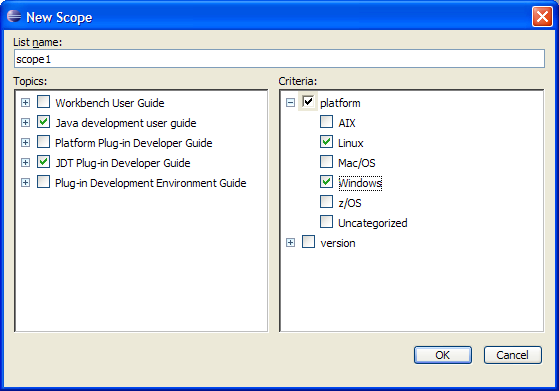 New Scope
List name:
scope1
Topics:
Workbench User Guide
Java development user guide
Platform Plug-in Developer Guide
JDT Plug-in Developer Guide
Plug-in Development Environment Guide
Criteria:
platform
AIX
Linux
Mac/OS
Windows
z/OS
Uncategorized
version
OK
Cancel